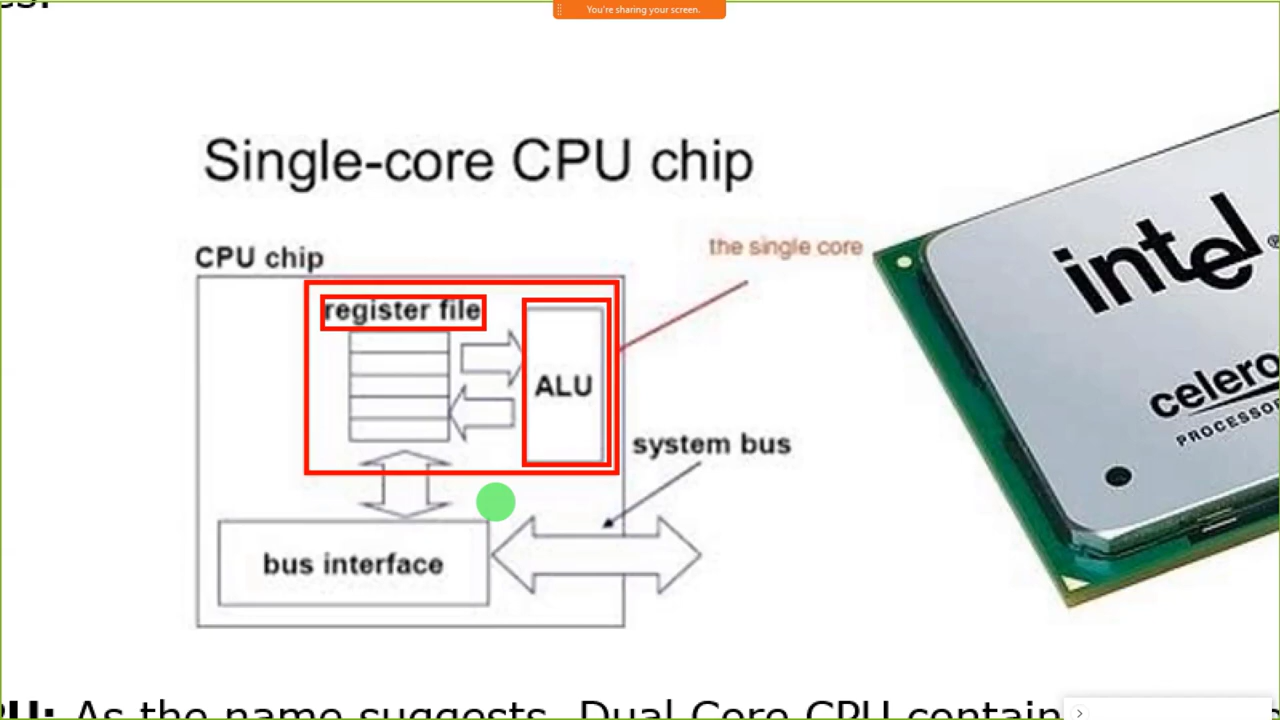 You're sharing your screen.
Single-core CPU chip
CPU chip
the single core
register file
ALU
system bus
bus interface
intel
®
PROCESSO
As the name suggests, Dual Core CPU contain